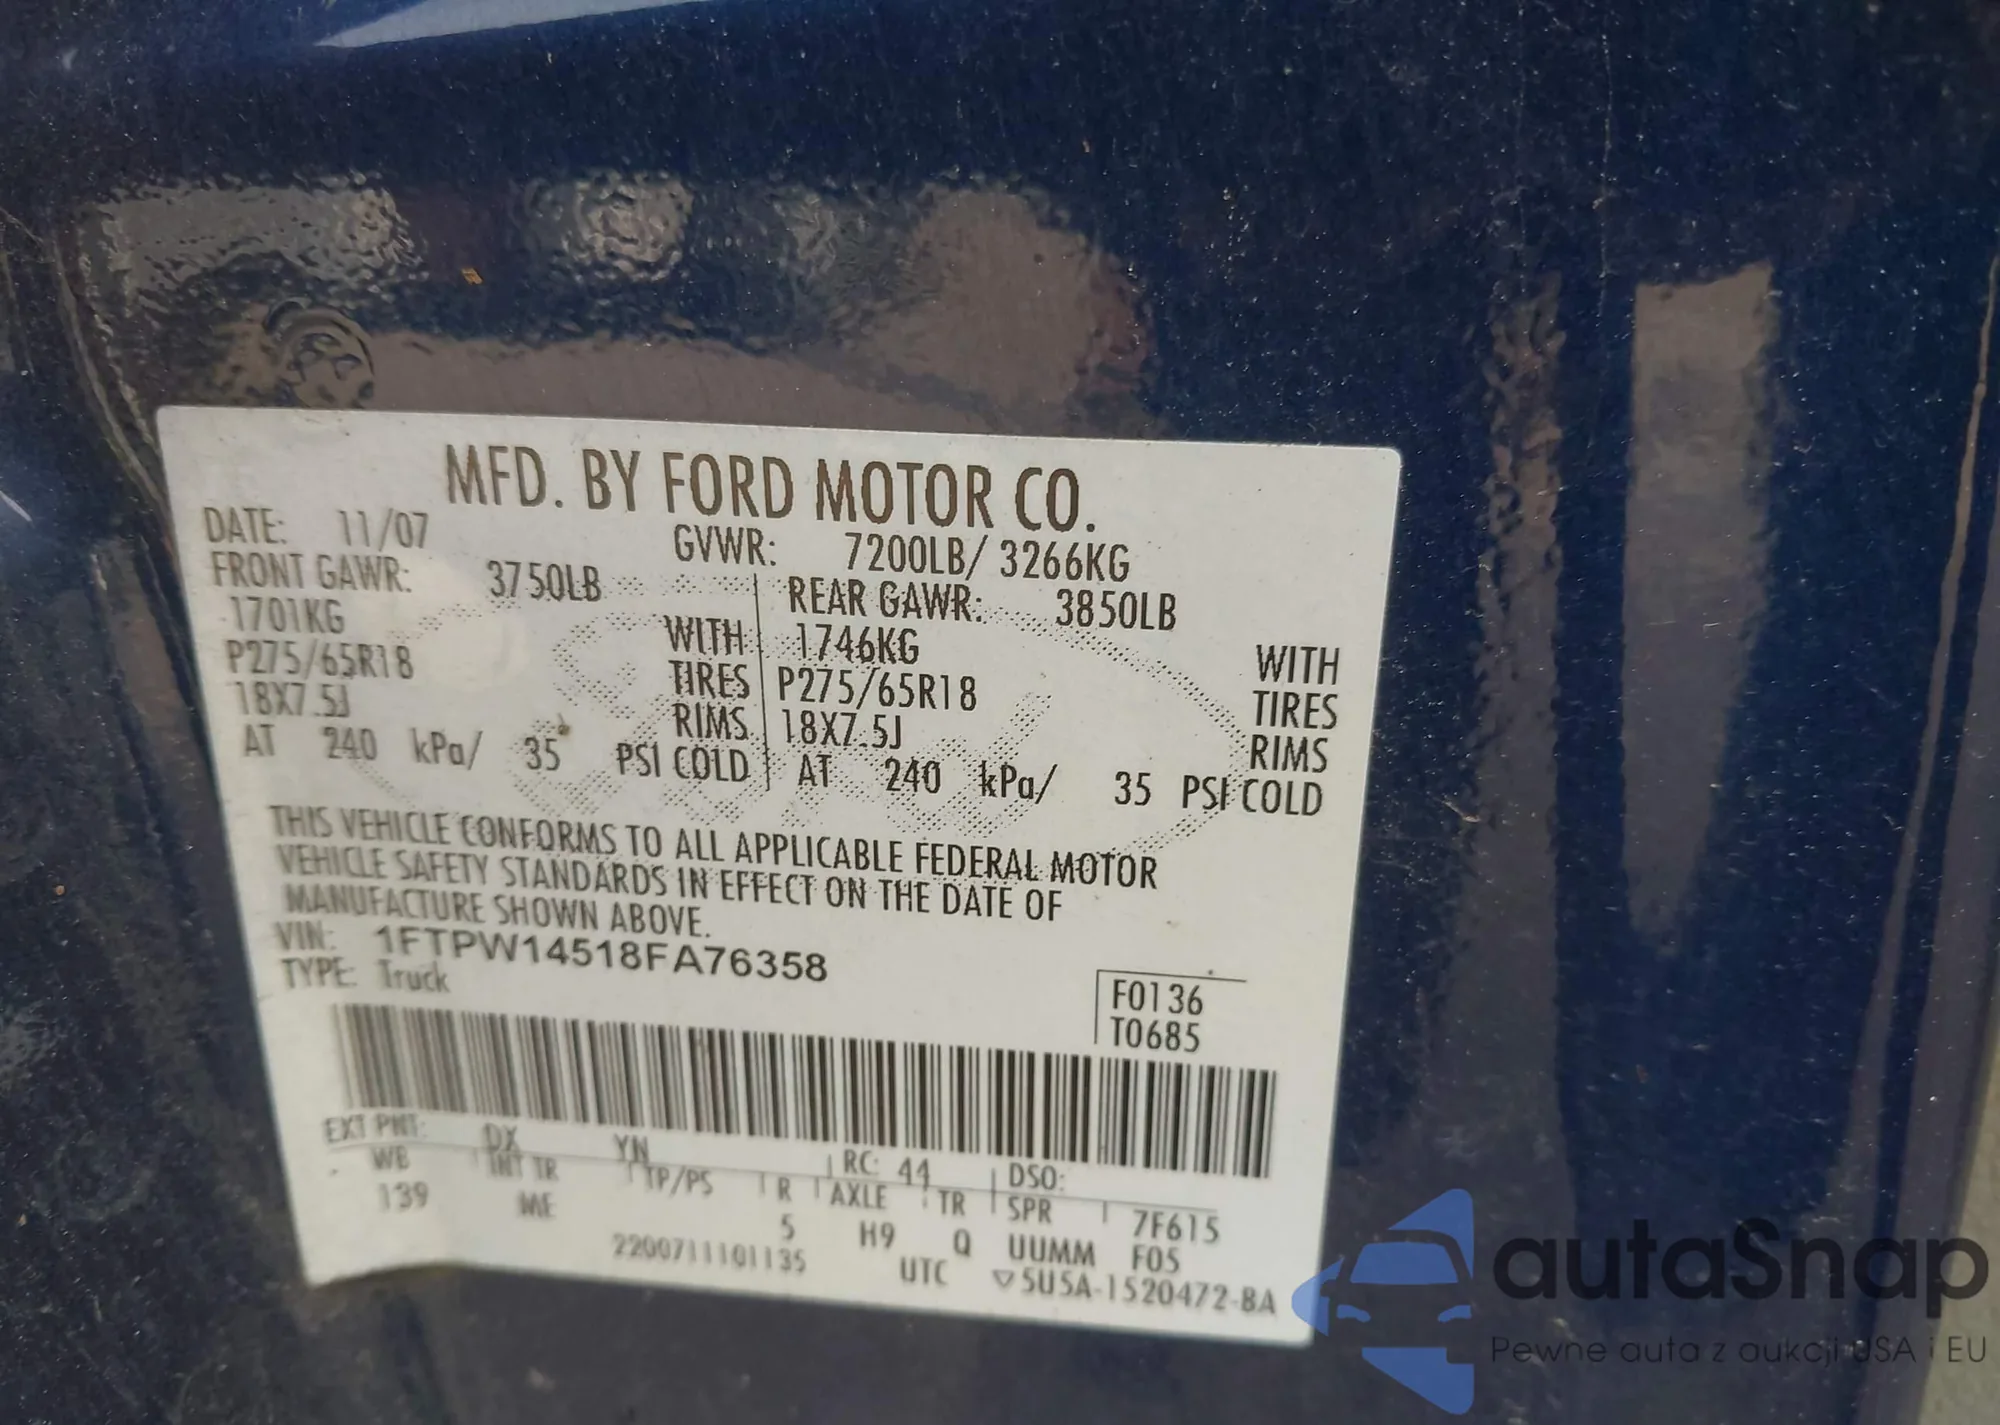 MFD. BY FORD MOTOR CO.
DATE: 11/07 GVWR: 7200LB/ 3266KG
FRONT GAWR: 3750LB REAR GAWR: 3850LB
1701KG WITH 1746KG WITH
P275/65R18 TIRES P275/65R18 TIRES
18X7.5J RIMS 18X7.5J RIMS
AT 240 kPa/ 35 PSI COLD AT 240 kPa/ 35 PSI COLD
THIS VEHICLE CONFORMS TO ALL APPLICABLE FEDERAL MOTOR
VEHICLE SAFETY STANDARDS IN EFFECT ON THE DATE OF
MANUFACTURE SHOWN ABOVE.
VIN: 1FTPW14518FA76358
TYPE: Truck
F0136
T0685
EXT PNT: DX YN RC: 44 DSO:
WB INT TR TP/PS R AXLE TR SPR 7F615
139 ME 5 H9 Q UUMM F05
2200711101135 UTC ▽5U5A-1520472-BA
autaSnap
Pewne auta z aukcji USA i EU